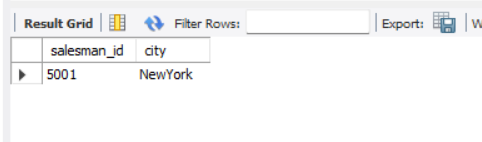 Result Grid Filter Rows: Export: W
salesman_id city
5001 NewYork